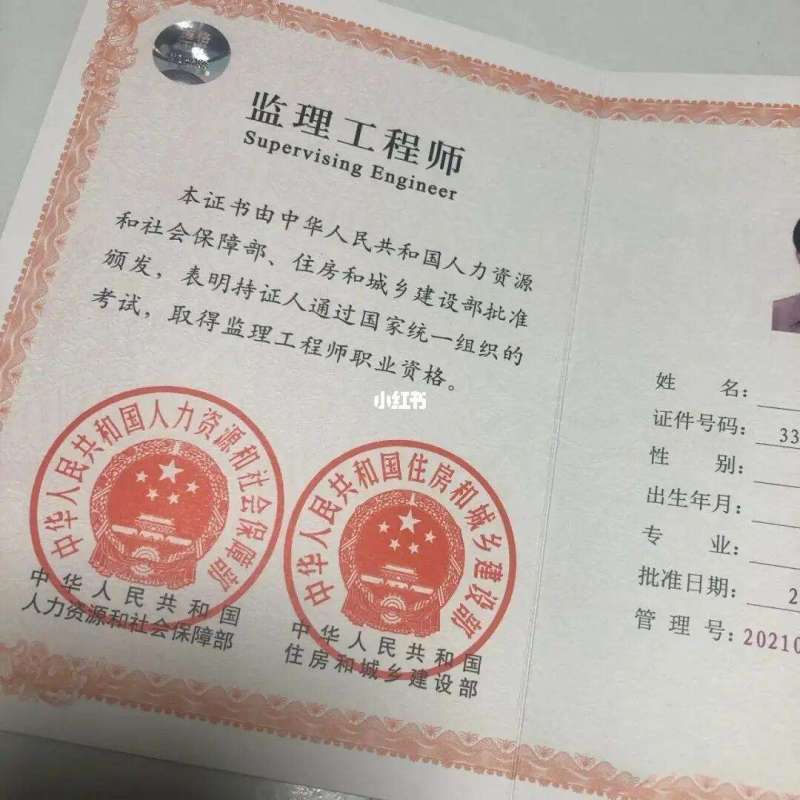 监理工程师
Supervising Engineer
本证书由中华人民共和国人力资源
和社会保障部、住房和城乡建设部批准
颁发，表明持证人通过国家统一组织的
考试，取得监理工程师职业资格。
小红书
中华人民共和国人力资源和社会保障部
中华人民共和国住房和城乡建设部
中华人民共和国
人力资源和社会保障部
中华人民共和国
住房和城乡建设部
姓 名：
证件号码：33
性 别：
出生年月：
专 业：
批准日期：2
管 理 号：20210